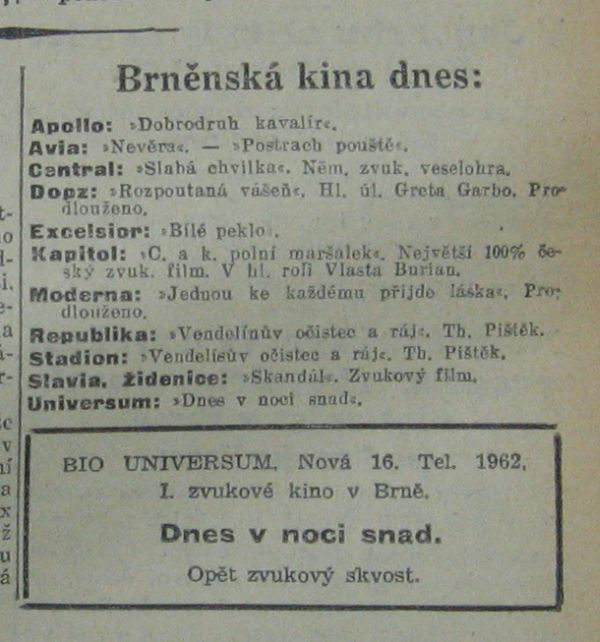 Brněnská kina dnes:
Apollo: »Dobrodruh kavalír«.
Avia: »Nevěra«. — »Postrach pouště«.
Central: »Slabá chvilka«. Něm. zvuk. veselohra.
Dopz: »Rozpoutaná vášeň«. Hl. úl. Greta Garbo. Pro-
dlouženo.
Excelsior: »Bílé peklo«.
Kapitol: »C. a k. polní maršálek«. Největší 100% če-
ský zvuk. film. V hl. roli Vlasta Burian.
Moderna: »Jednou ke každému přijde láska«. Pro-
dlouženo.
Republika: »Vendelínův očistec a ráj«. Th. Pištěk.
Stadion: »Vendelísův očistec a ráj«. Th. Pištěk.
Slavia, židenice: »Skandál«. Zvukový film.
Universum: »Dnes v noci snad«.
BIO UNIVERSUM, Nová 16. Tel. 1962,
I. zvukové kino v Brně.
Dnes v noci snad.
Opět zvukový skvost.